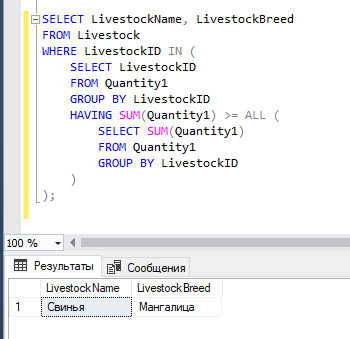 SELECT LivestockName, LivestockBreed
FROM Livestock
WHERE LivestockID IN (
SELECT LivestockID
FROM Quantity1
GROUP BY LivestockID
HAVING SUM(Quantity1) >= ALL (
SELECT SUM(Quantity1)
FROM Quantity1
GROUP BY LivestockID
)
);
100 %
Результаты Сообщения
LivestockName LivestockBreed
1 Свинья Мангалица